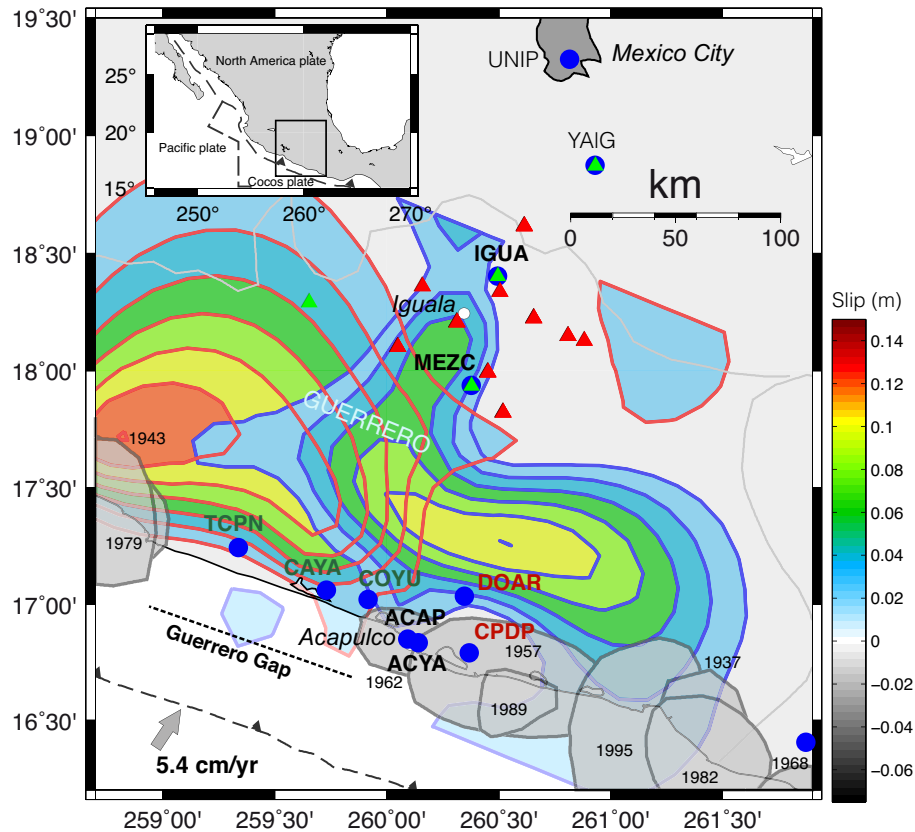 19°30'
19°00'
18°30'
18°00'
17°30'
17°00'
16°30'
25°
20°
15°
North America plate
Pacific plate
Cocos plate
250°
260°
270°
UNIP
Mexico City
YAIG
km
0
50
100
IGUA
Iguala
MEZC
GUERRERO
1943
1979
TCPN
CAYA
COYU
DOAR
ACAP
Acapulco
CPDP
ACYA
1957
Guerrero Gap
1962
1937
1989
1995
1982
1968
5.4 cm/yr
259°00'
259°30'
260°00'
260°30'
261°00'
261°30'
Slip (m)
0.14
0.12
0.10
0.08
0.06
0.04
0.02
0
−0.02
−0.04
−0.06